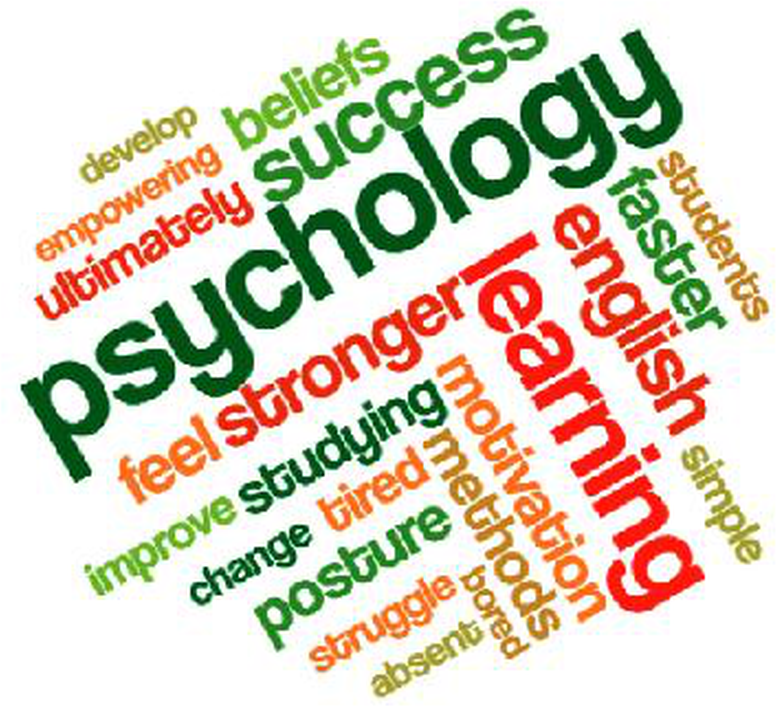 develop
beliefs
success
empowering
ultimately
psychology
students
faster
english
learning
stronger
feel
studying
motivation
improve
tired
methods
simple
change
posture
struggle
bored
absent